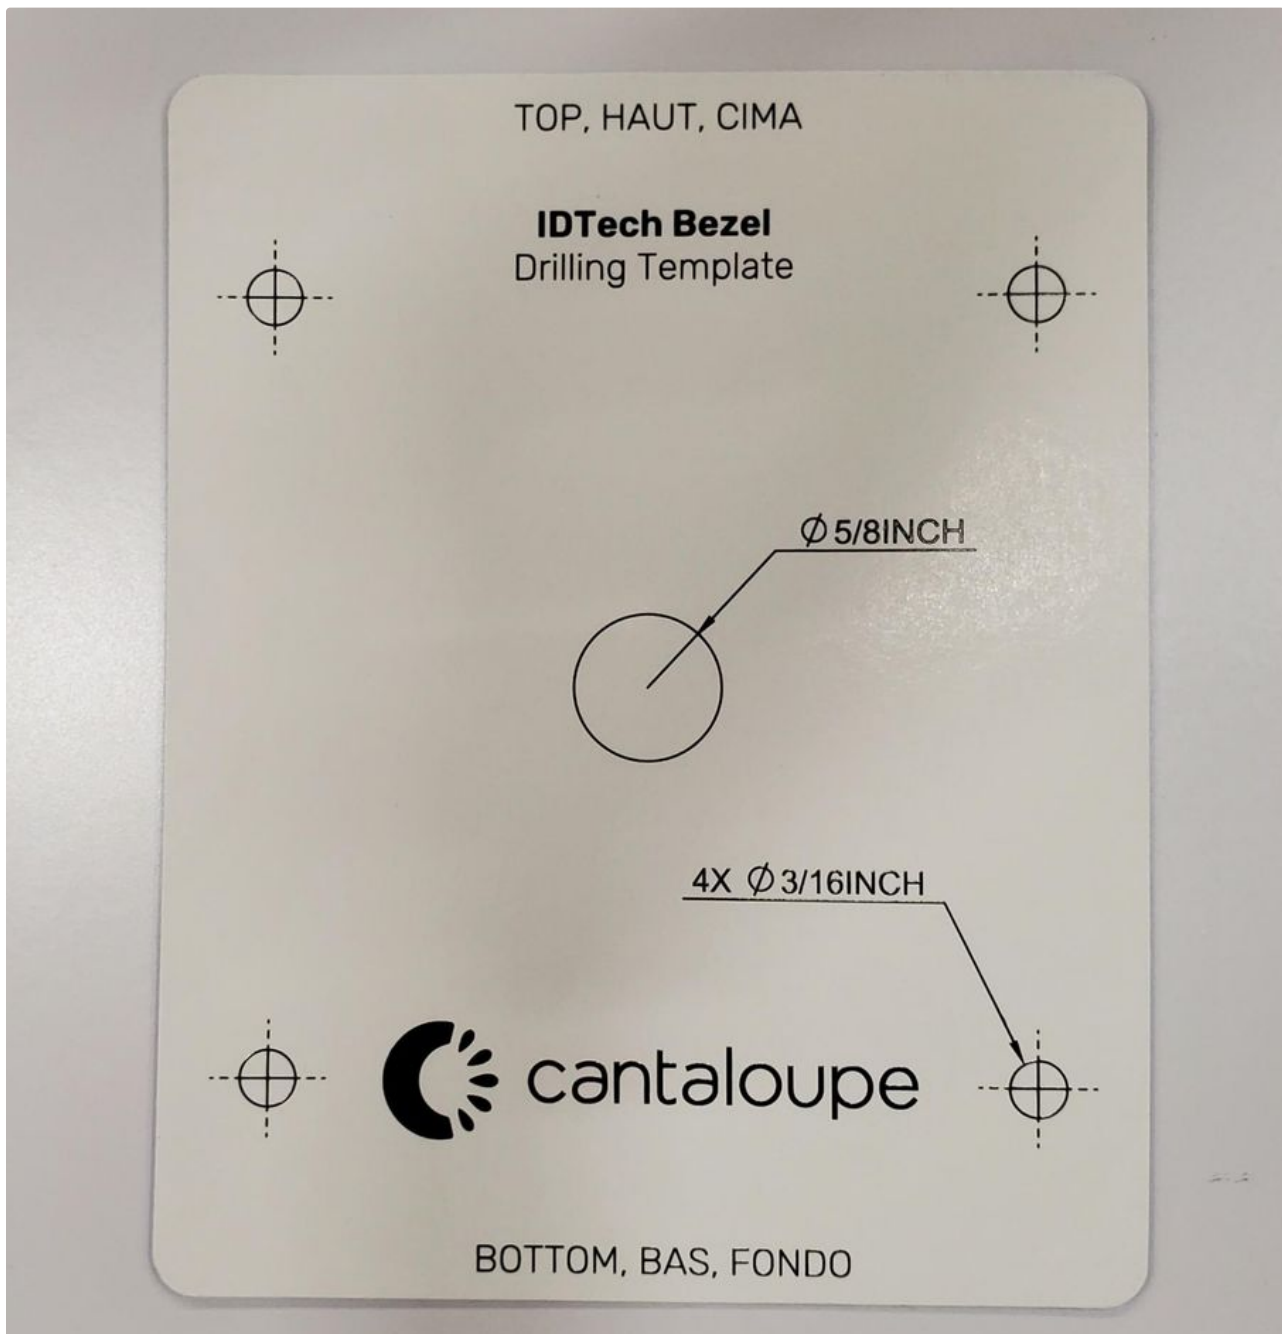 TOP, HAUT, CIMA
IDTech Bezel
Drilling Template
Ø 5/8INCH
4X Ø 3/16INCH
cantaloupe
BOTTOM, BAS, FONDO